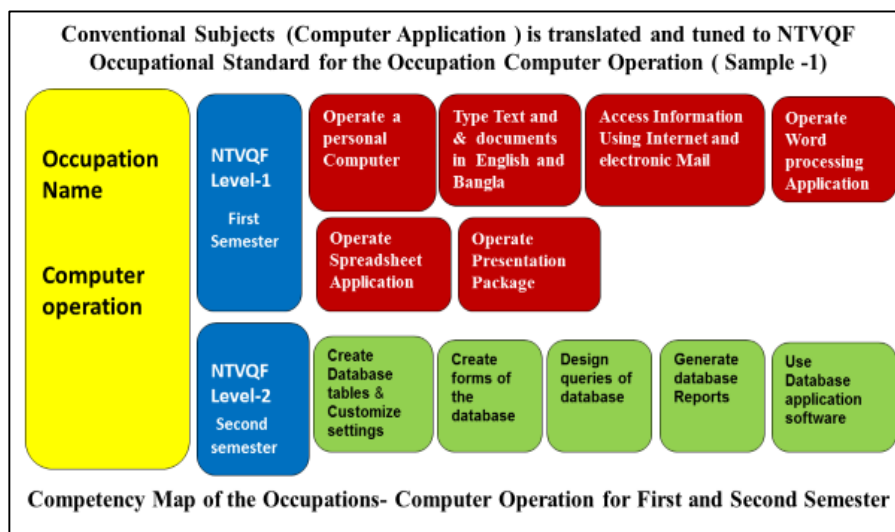 Conventional Subjects (Computer Application ) is translated and tuned to NTVQF
Occupational Standard for the Occupation Computer Operation ( Sample -1)
Occupation
Name
Computer
operation
NTVQF
Level-1
First
Semester
Operate a
personal
Computer
Type Text and
& documents
in English and
Bangla
Access Information
Using Internet and
electronic Mail
Operate
Word
processing
Application
Operate
Spreadsheet
Application
Operate
Presentation
Package
NTVQF
Level-2
Second
semester
Create
Database
tables &
Customize
settings
Create
forms of
the
database
Design
queries of
database
Generate
database
Reports
Use
Database
application
software
Competency Map of the Occupations- Computer Operation for First and Second Semester